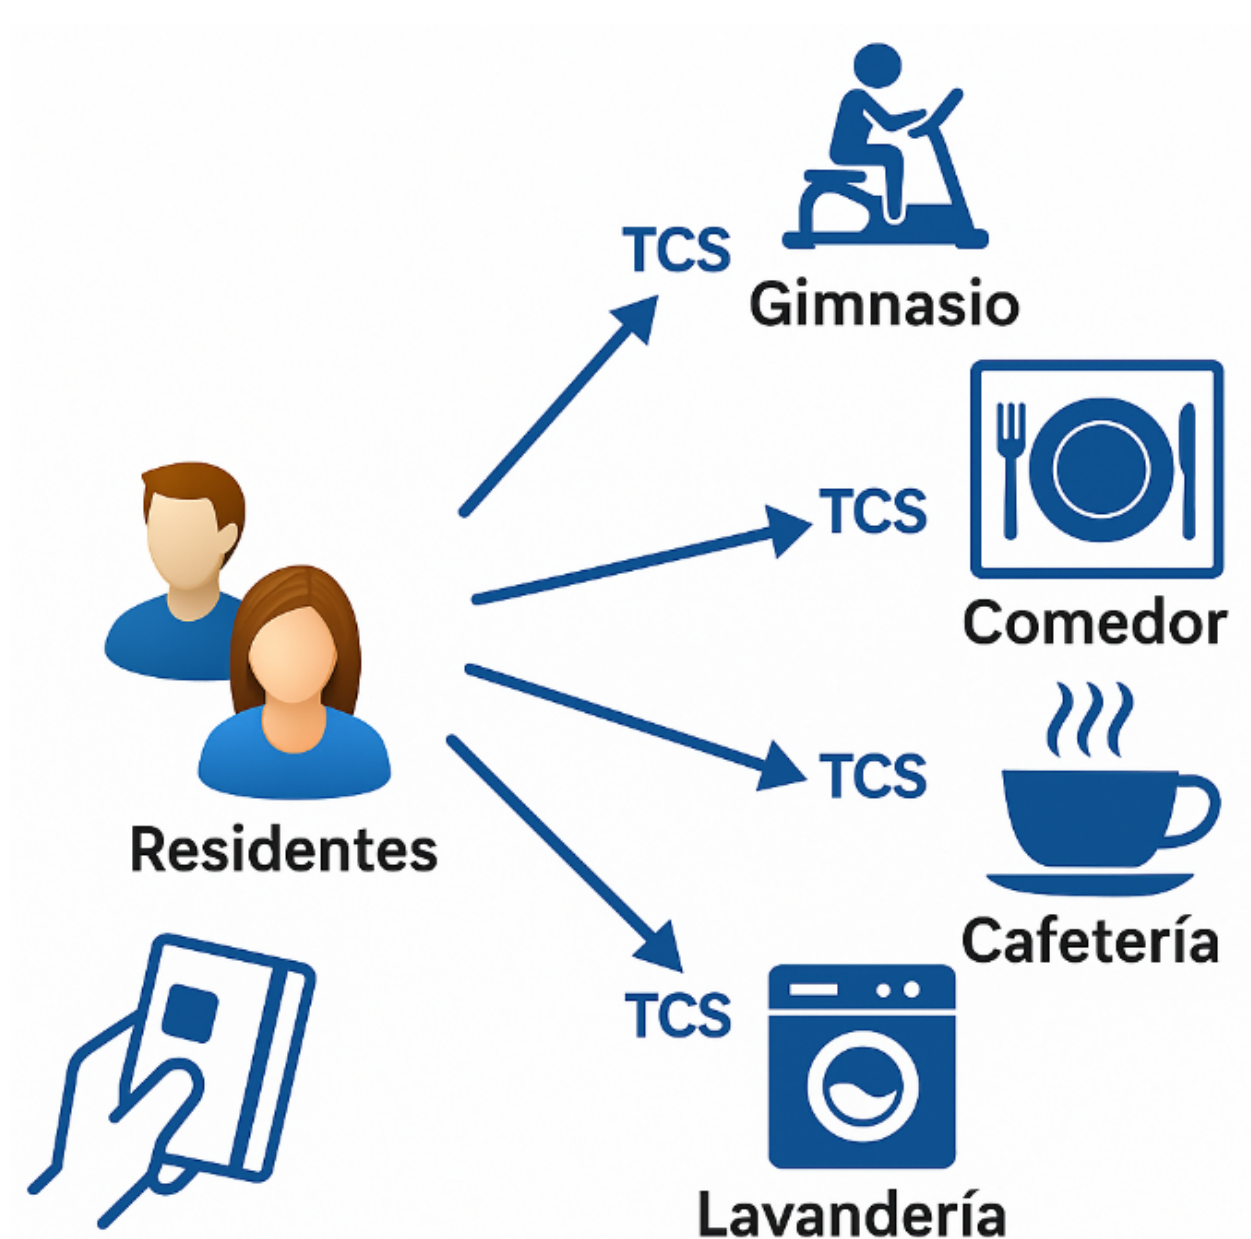 TCS
Gimnasio
TCS
Comedor
Residentes
TCS
Cafetería
TCS
Lavandería